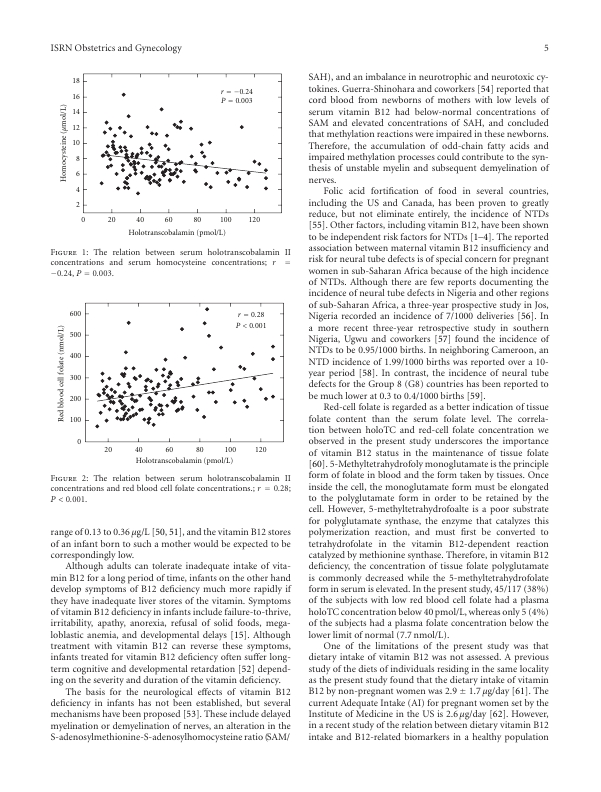 ISRN Obstetrics and Gynecology
5
18
16
14
12
10
8
6
4
2
Homocysteine (μmol/L)
r = −0.24
P = 0.003
0 20 40 60 80 100 120
Holotranscobalamin (pmol/L)
Figure 1: The relation between serum holotranscobalamin II
concentrations and serum homocysteine concentrations; r =
−0.24, P = 0.003.
600
500
400
300
200
100
0
Red blood cell folate (nmol/L)
r = 0.28
P < 0.001
20 40 60 80 100 120
Holotranscobalamin (pmol/L)
Figure 2: The relation between serum holotranscobalamin II
concentrations and red blood cell folate concentrations.; r = 0.28;
P < 0.001.
range of 0.13 to 0.36 μg/L [50, 51], and the vitamin B12 stores
of an infant born to such a mother would be expected to be
correspondingly low.
Although adults can tolerate inadequate intake of vita-
min B12 for a long period of time, infants on the other hand
develop symptoms of B12 deficiency much more rapidly if
they have inadequate liver stores of the vitamin. Symptoms
of vitamin B12 deficiency in infants include failure-to-thrive,
irritability, apathy, anorexia, refusal of solid foods, mega-
loblastic anemia, and developmental delays [15]. Although
treatment with vitamin B12 can reverse these symptoms,
infants treated for vitamin B12 deficiency often suffer long-
term cognitive and developmental retardation [52] depend-
ing on the severity and duration of the vitamin deficiency.
The basis for the neurological effects of vitamin B12
deficiency in infants has not been established, but several
mechanisms have been proposed [53]. These include delayed
myelination or demyelination of nerves, an alteration in the
S-adenosylmethionine-S-adenosylhomocysteine ratio (SAM/
SAH), and an imbalance in neurotrophic and neurotoxic cy-
tokines. Guerra-Shinohara and coworkers [54] reported that
cord blood from newborns of mothers with low levels of
serum vitamin B12 had below-normal concentrations of
SAM and elevated concentrations of SAH, and concluded
that methylation reactions were impaired in these newborns.
Therefore, the accumulation of odd-chain fatty acids and
impaired methylation processes could contribute to the syn-
thesis of unstable myelin and subsequent demyelination of
nerves.
Folic acid fortification of food in several countries,
including the US and Canada, has been proven to greatly
reduce, but not eliminate entirely, the incidence of NTDs
[55]. Other factors, including vitamin B12, have been shown
to be independent risk factors for NTDs [1–4]. The reported
association between maternal vitamin B12 insufficiency and
risk for neural tube defects is of special concern for pregnant
women in sub-Saharan Africa because of the high incidence
of NTDs. Although there are few reports documenting the
incidence of neural tube defects in Nigeria and other regions
of sub-Saharan Africa, a three-year prospective study in Jos,
Nigeria recorded an incidence of 7/1000 deliveries [56]. In
a more recent three-year retrospective study in southern
Nigeria, Ugwu and coworkers [57] found the incidence of
NTDs to be 0.95/1000 births. In neighboring Cameroon, an
NTD incidence of 1.99/1000 births was reported over a 10-
year period [58]. In contrast, the incidence of neural tube
defects for the Group 8 (G8) countries has been reported to
be much lower at 0.3 to 0.4/1000 births [59].
Red-cell folate is regarded as a better indication of tissue
folate content than the serum folate level. The correla-
tion between holoTC and red-cell folate concentration we
observed in the present study underscores the importance
of vitamin B12 status in the maintenance of tissue folate
[60]. 5-Methyltetrahydrofoly monoglutamate is the principle
form of folate in blood and the form taken by tissues. Once
inside the cell, the monoglutamate form must be elongated
to the polyglutamate form in order to be retained by the
cell. However, 5-methyltetrahydrofoalte is a poor substrate
for polyglutamate synthase, the enzyme that catalyzes this
polymerization reaction, and must first be converted to
tetrahydrofolate in the vitamin B12-dependent reaction
catalyzed by methionine synthase. Therefore, in vitamin B12
deficiency, the concentration of tissue folate polyglutamate
is commonly decreased while the 5-methyltetrahydrofolate
form in serum is elevated. In the present study, 45/117 (38%)
of the subjects with low red blood cell folate had a plasma
holoTC concentration below 40 pmol/L, whereas only 5 (4%)
of the subjects had a plasma folate concentration below the
lower limit of normal (7.7 nmol/L).
One of the limitations of the present study was that
dietary intake of vitamin B12 was not assessed. A previous
study of the diets of individuals residing in the same locality
as the present study found that the dietary intake of vitamin
B12 by non-pregnant women was 2.9 ± 1.7 μg/day [61]. The
current Adequate Intake (AI) for pregnant women set by the
Institute of Medicine in the US is 2.6 μg/day [62]. However,
in a recent study of the relation between dietary vitamin B12
intake and B12-related biomarkers in a healthy population